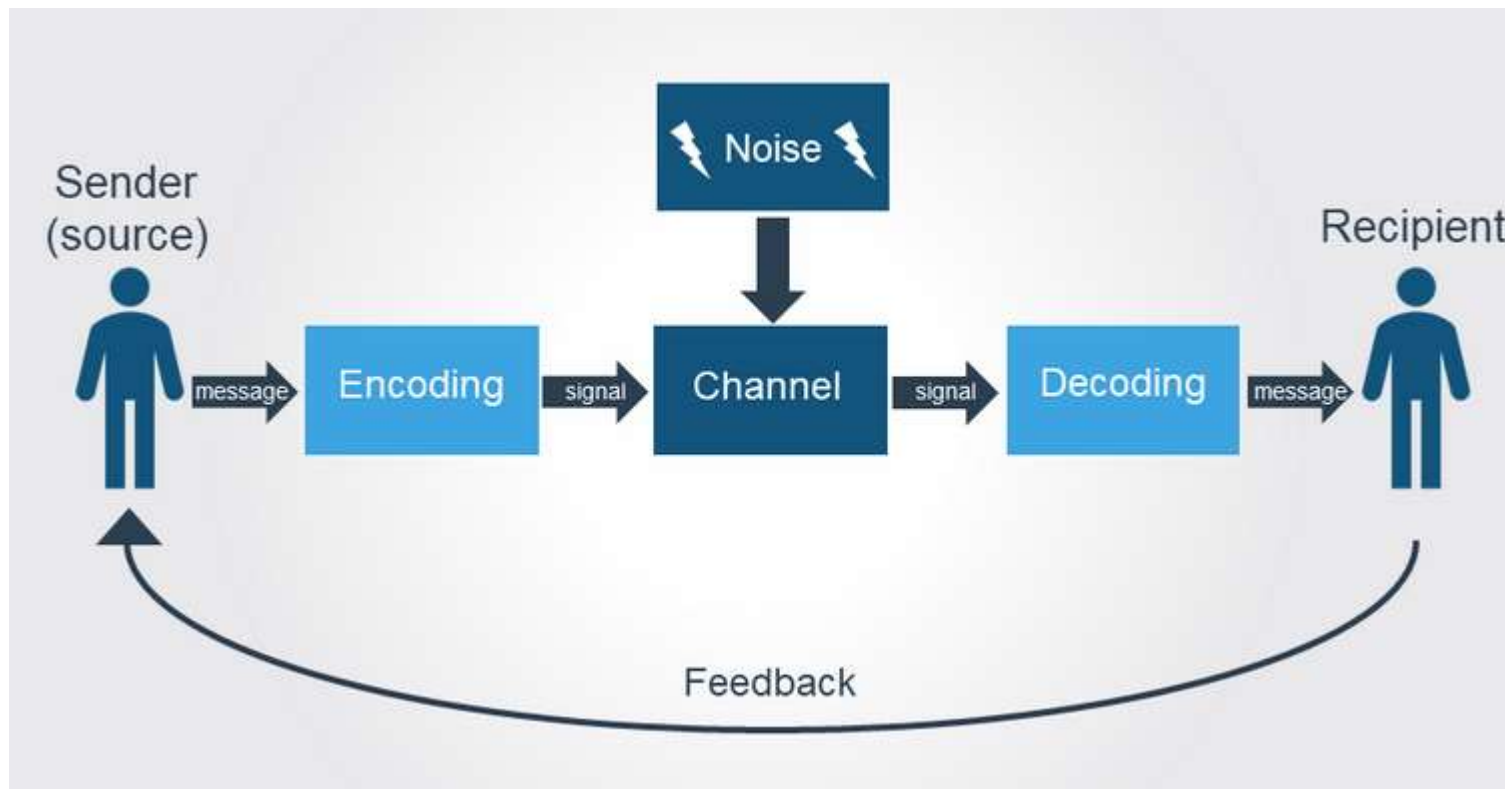 Noise
Sender
(source)
Recipient
message
Encoding
signal
Channel
signal
Decoding
message
Feedback